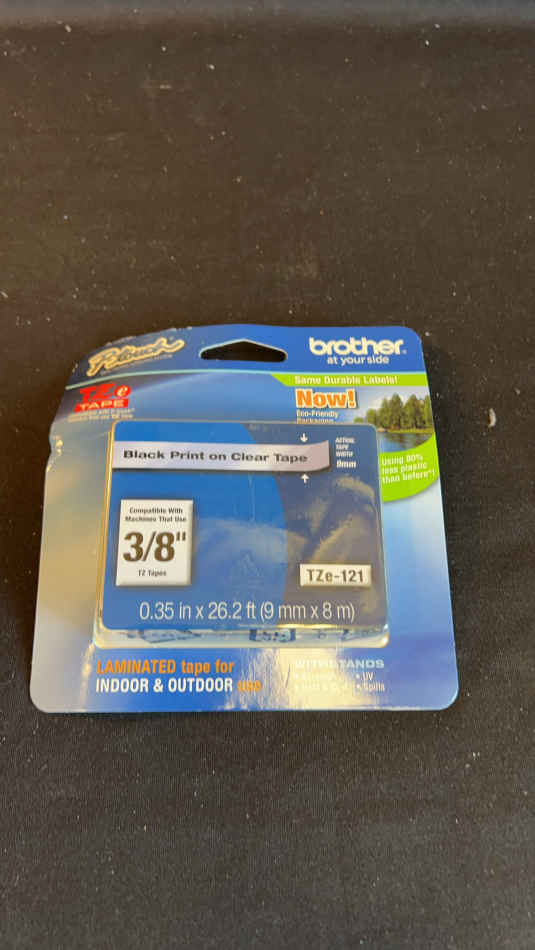 P-touch
brother
at your side
TZe
TAPE
Same Durable Labels!
Now!
Eco-Friendly
Packaging
Using 80%
less plastic
than before*!
Black Print on Clear Tape
ACTUAL
TAPE
WIDTH
9mm
Compatible With
Machines That Use
3/8"
TZ Tapes
TZe-121
0.35 in x 26.2 ft (9 mm x 8 m)
LAMINATED tape for
INDOOR & OUTDOOR use
WITHSTANDS
• UV
• Spills